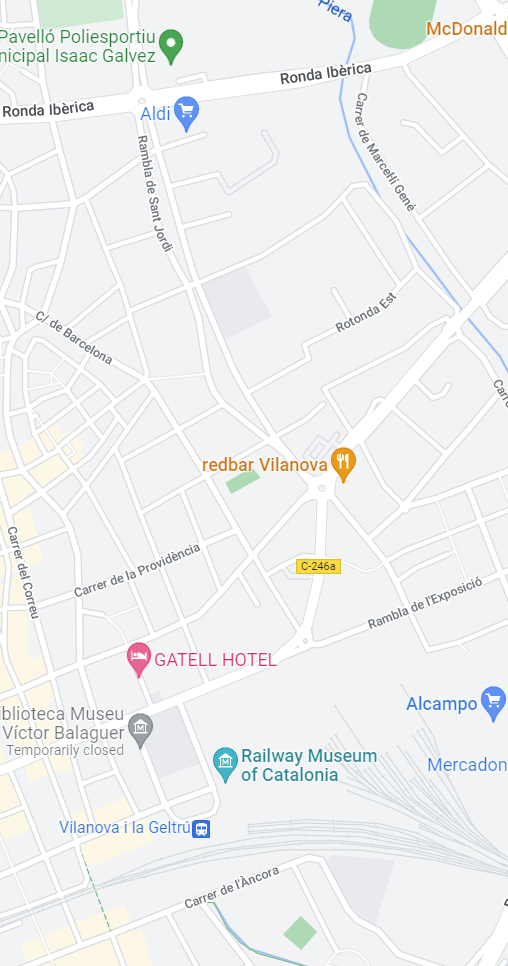 Piera
McDonald
Pavelló Poliesportiu
nicipal Isaac Galvez
Ronda Ibèrica
Ronda Ibèrica
Aldi
Carrer de Marcel·lí Gené
Rambla de Sant Jordi
Rotonda Est
C/ de Barcelona
Carre
redbar Vilanova
Carrer del Correu
Carrer de la Providència
C-246a
Rambla de l'Exposició
GATELL HOTEL
Alcampo
iblioteca Museu
Víctor Balaguer
Temporarily closed
Railway Museum
of Catalonia
Mercadon
Vilanova i la Geltrú
Carrer de l'Àncora